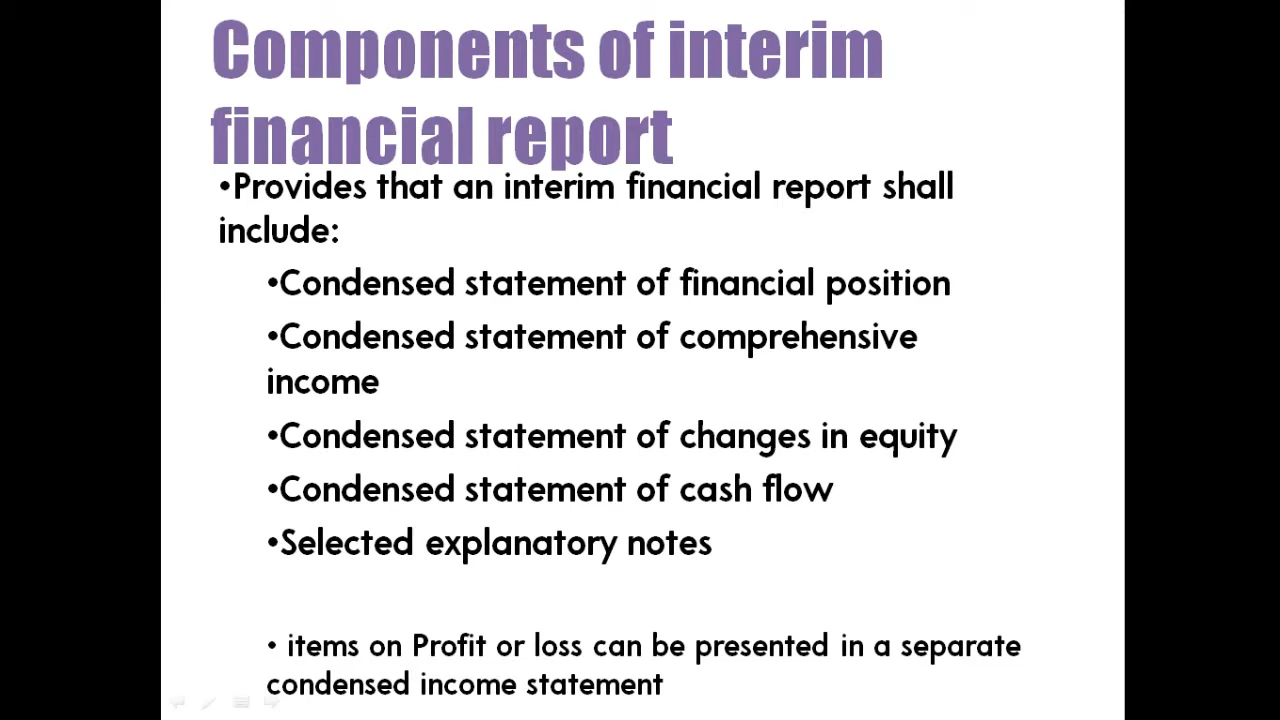 Components of interim
financial report
•Provides that an interim financial report shall
include:
•Condensed statement of financial position
•Condensed statement of comprehensive
income
•Condensed statement of changes in equity
•Condensed statement of cash flow
•Selected explanatory notes
• items on Profit or loss can be presented in a separate
condensed income statement